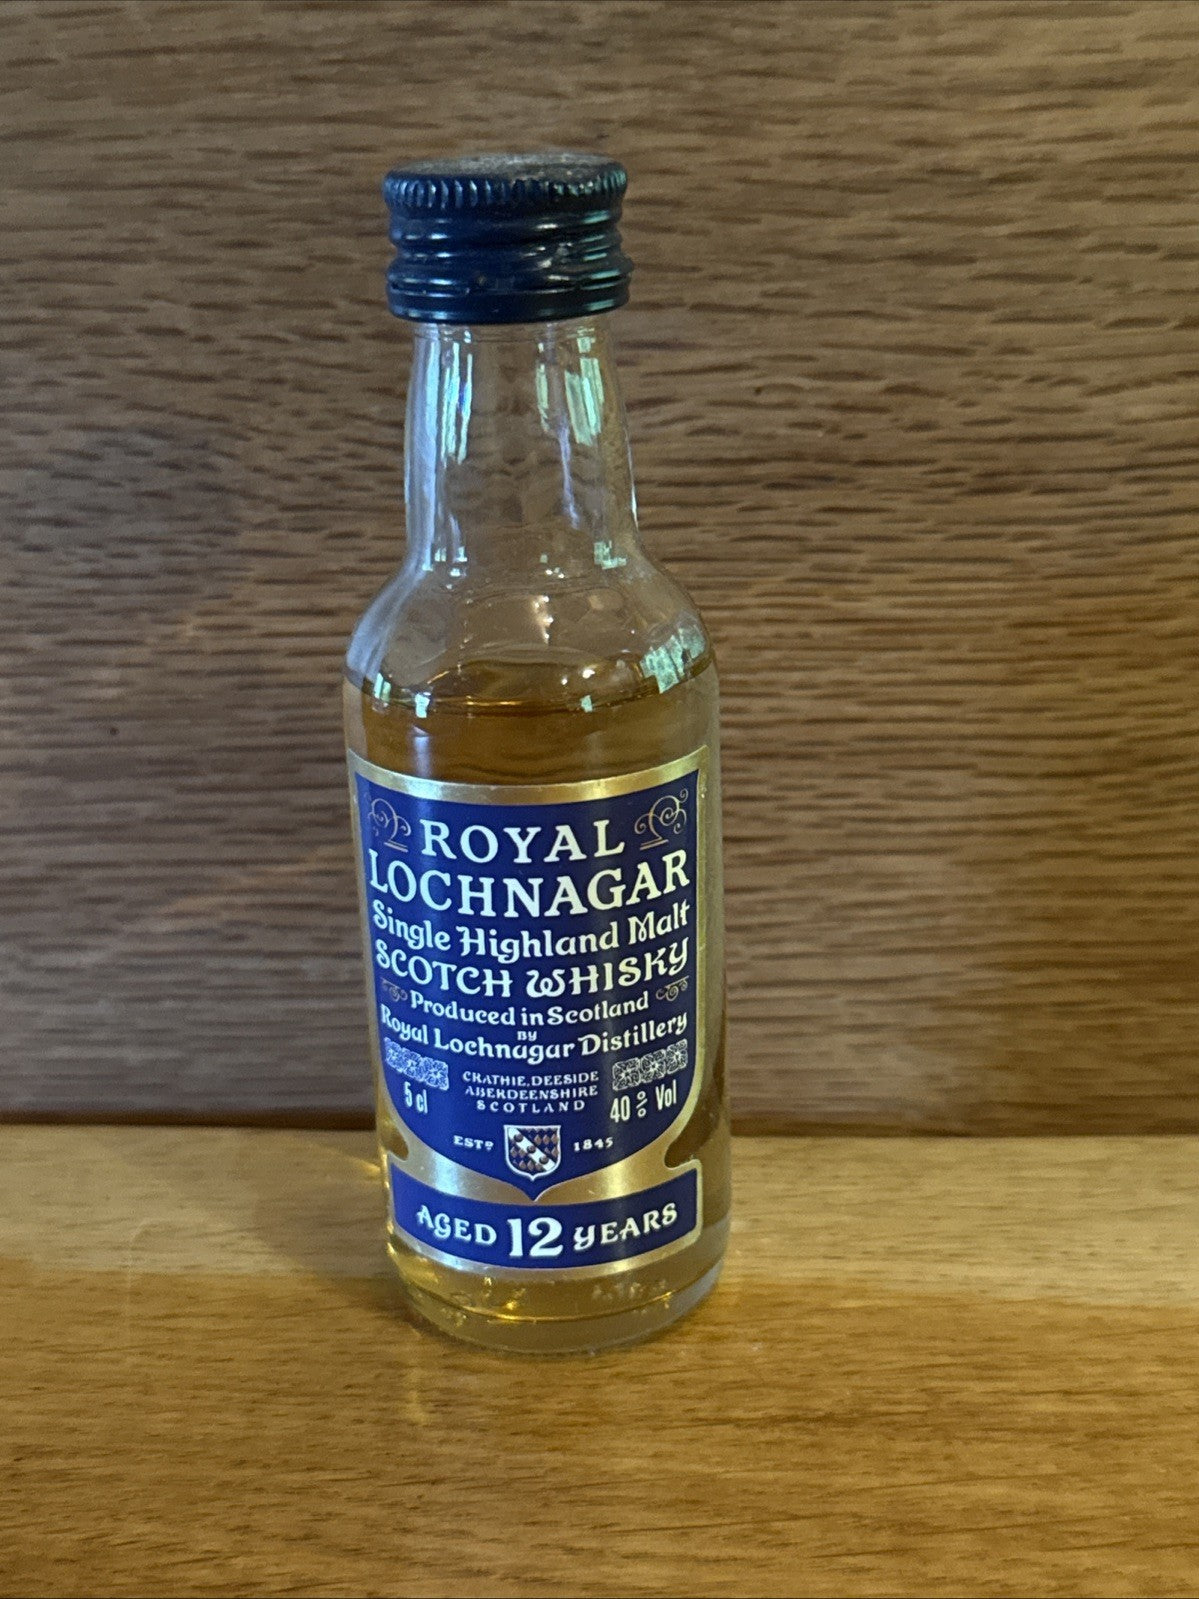 ROYAL
LOCHNAGAR
Single Highland Malt
SCOTCH WHISKY
Produced in Scotland
BY
Royal Lochnagar Distillery
CRATHIE, DEESIDE
ABERDEENSHIRE
SCOTLAND
5 cl
40% Vol
ESTD 1845
AGED 12 YEARS